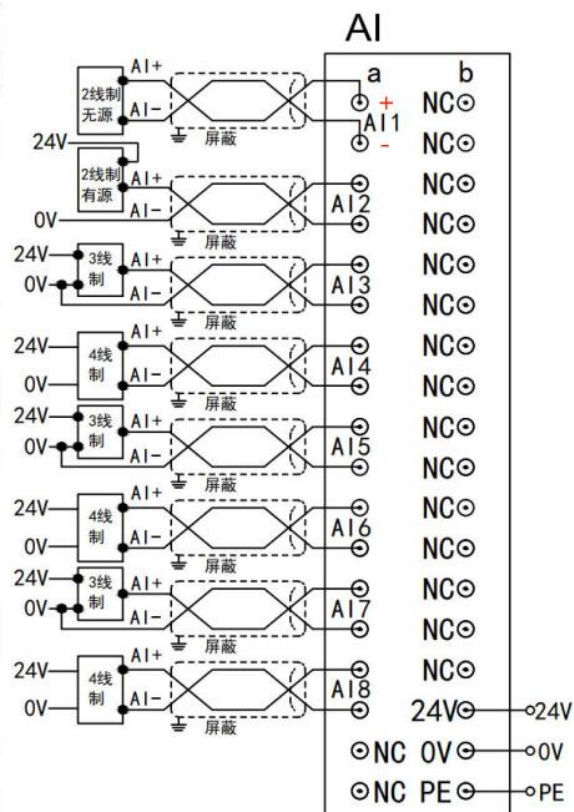 AI
a b
AI+
2线制
无源
AI-
屏蔽
+
AI1
-
NC
NC
24V
2线制
有源
AI+
AI-
0V
屏蔽
AI2
NC
NC
24V
0V
3线
制
AI+
AI-
屏蔽
AI3
NC
NC
24V
0V
4线
制
AI+
AI-
屏蔽
AI4
NC
NC
24V
0V
3线
制
AI+
AI-
屏蔽
AI5
NC
NC
24V
0V
4线
制
AI+
AI-
屏蔽
AI6
NC
NC
24V
0V
3线
制
AI+
AI-
屏蔽
AI7
NC
NC
24V
0V
4线
制
AI+
AI-
屏蔽
AI8
NC
24V 24V
NC 0V 0V
NC PE PE